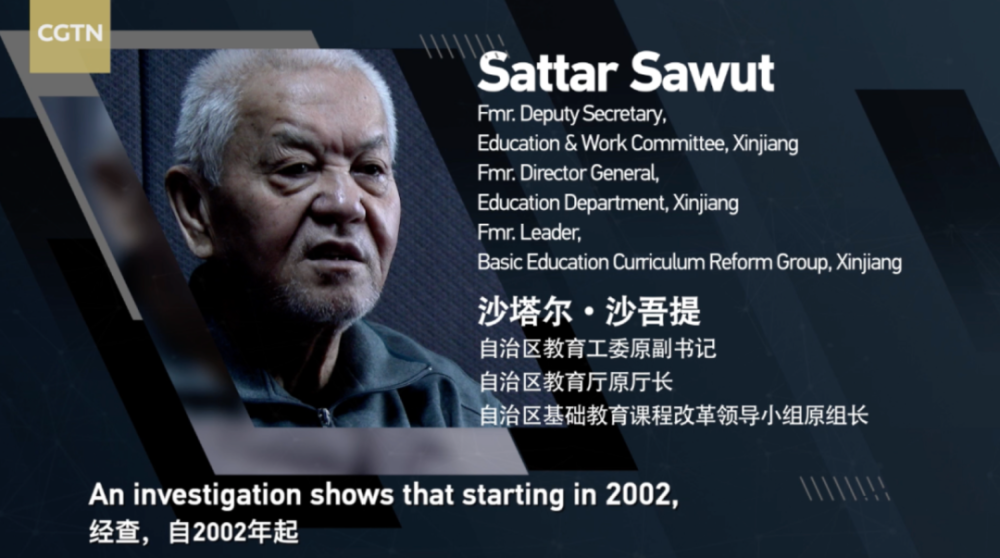 CGTN
Sattar Sawut
Fmr. Deputy Secretary,
Education & Work Committee, Xinjiang
Fmr. Director General,
Education Department, Xinjiang
Fmr. Leader,
Basic Education Curriculum Reform Group, Xinjiang
沙塔尔·沙吾提
自治区教育工委原副书记
自治区教育厅原厅长
自治区基础教育课程改革领导小组原组长
An investigation shows that starting in 2002,
经查，自2002年起